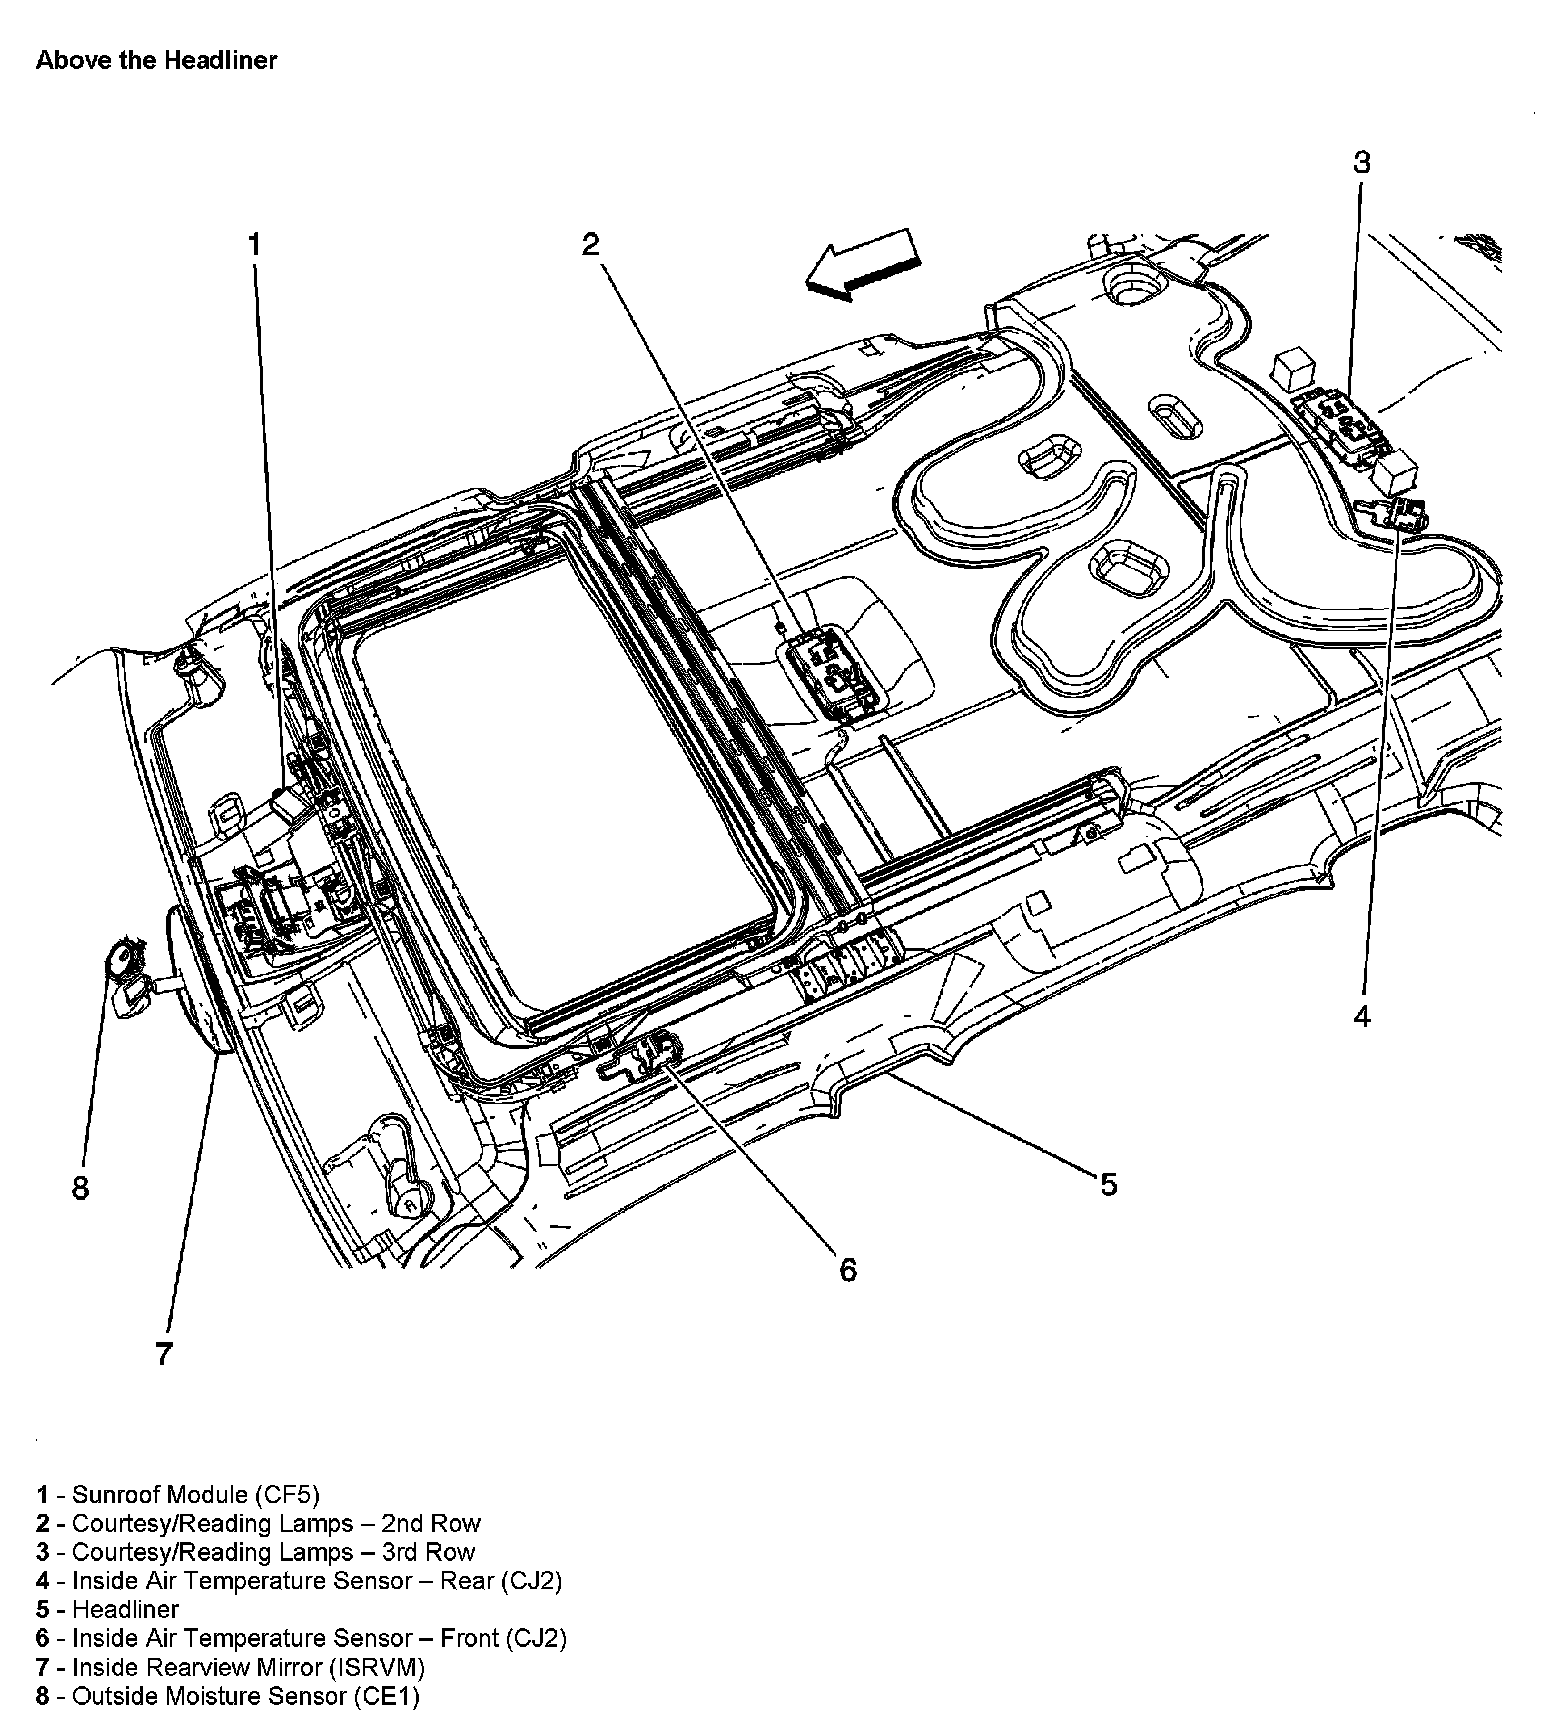 Above the Headliner
3
1
2
4
5
8
6
7
1 - Sunroof Module (CF5)
2 - Courtesy/Reading Lamps – 2nd Row
3 - Courtesy/Reading Lamps – 3rd Row
4 - Inside Air Temperature Sensor – Rear (CJ2)
5 - Headliner
6 - Inside Air Temperature Sensor – Front (CJ2)
7 - Inside Rearview Mirror (ISRVM)
8 - Outside Moisture Sensor (CE1)